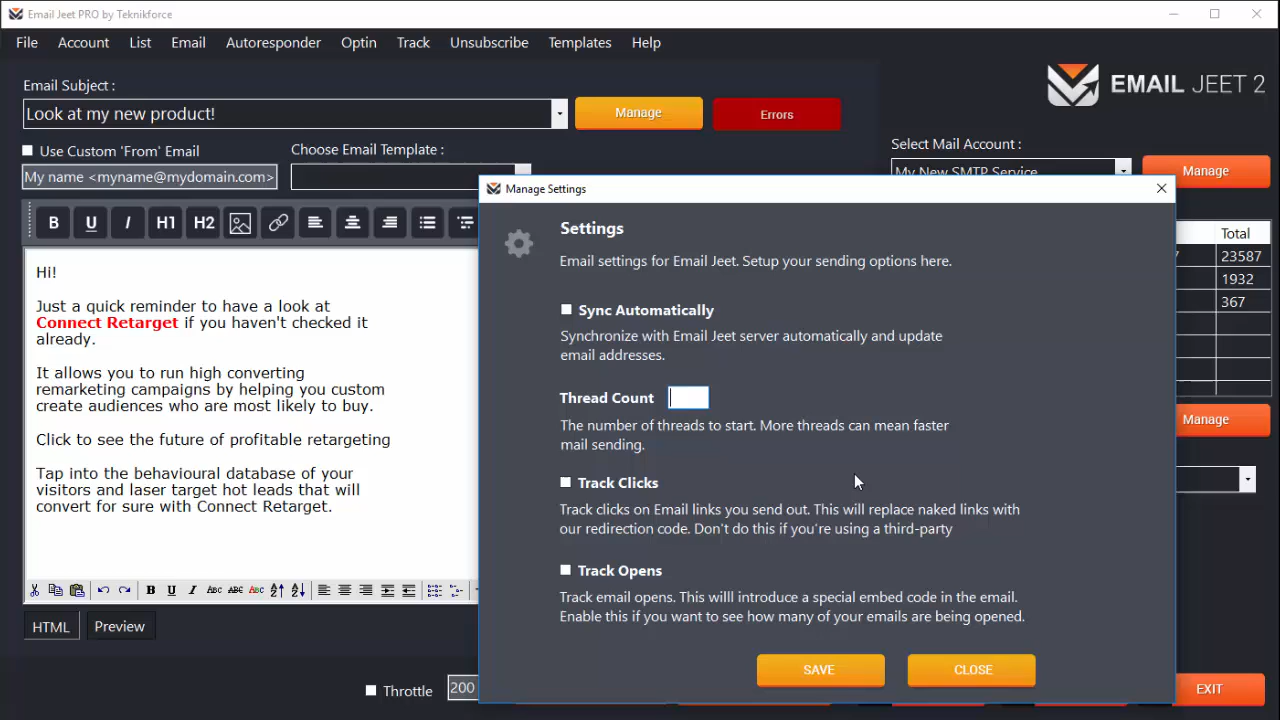 Email Jeet PRO by Teknikforce
File Account List Email Autoresponder Optin Track Unsubscribe Templates Help
Email Subject :
Look at my new product!
Manage
Errors
EMAIL JEET 2
Use Custom 'From' Email
Choose Email Template :
Select Mail Account :
My name <myname@mydomain.com>
My New SMTP Service
Manage
B U I H1 H2
Manage Settings
Settings
Email settings for Email Jeet. Setup your sending options here.
Sync Automatically
Synchronize with Email Jeet server automatically and update
email addresses.
Thread Count
The number of threads to start. More threads can mean faster
mail sending.
Track Clicks
Track clicks on Email links you send out. This will replace naked links with
our redirection code. Don't do this if you're using a third-party
Track Opens
Track email opens. This willl introduce a special embed code in the email.
Enable this if you want to see how many of your emails are being opened.
SAVE
CLOSE
Total
23587
1932
367
Manage
Hi!
Just a quick reminder to have a look at
Connect Retarget if you haven't checked it
already.
It allows you to run high converting
remarketing campaigns by helping you custom
create audiences who are most likely to buy.
Click to see the future of profitable retargeting
Tap into the behavioural database of your
visitors and laser target hot leads that will
convert for sure with Connect Retarget.
B U I Abc ABC Abc
HTML
Preview
Throttle
200
EXIT